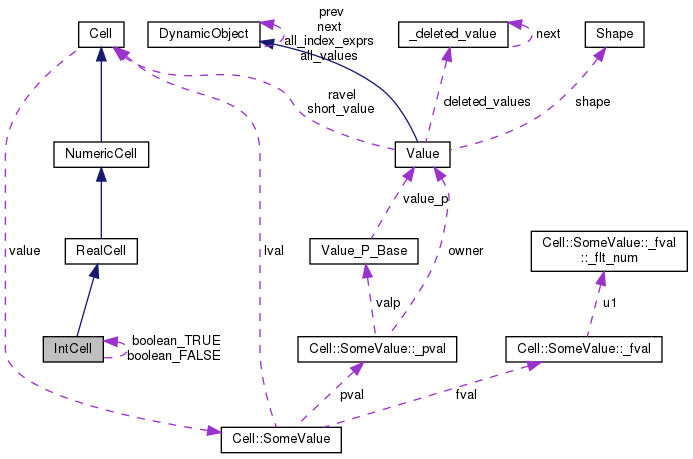 Cell
DynamicObject
prev
next
all_index_exprs
all_values
_deleted_value
next
Shape
ravel
short_value
deleted_values
shape
NumericCell
Value
value_p
value
RealCell
lval
Value_P_Base
owner
Cell::SomeValue::_fval
::_flt_num
valp
u1
IntCell
boolean_TRUE
boolean_FALSE
Cell::SomeValue::_pval
Cell::SomeValue::_fval
pval
fval
Cell::SomeValue